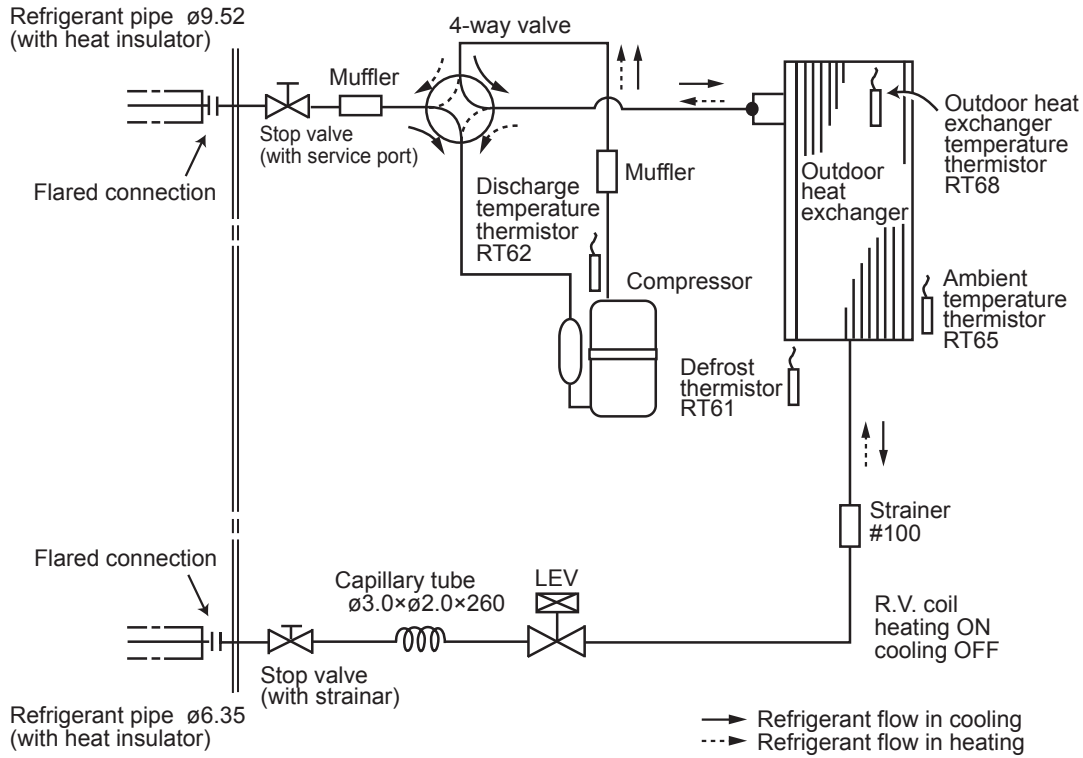 Refrigerant pipe ø9.52
(with heat insulator)
4-way valve
Muffler
Stop valve
(with service port)
Flared connection
Muffler
Discharge
temperature
thermistor
RT62
Compressor
Outdoor
heat
exchanger
Outdoor heat
exchanger
temperature
thermistor
RT68
Ambient
temperature
thermistor
RT65
Defrost
thermistor
RT61
Strainer
#100
Flared connection
Capillary tube
ø3.0×ø2.0×260
LEV
R.V. coil
heating ON
cooling OFF
Stop valve
(with strainar)
Refrigerant pipe ø6.35
(with heat insulator)
Refrigerant flow in cooling
Refrigerant flow in heating